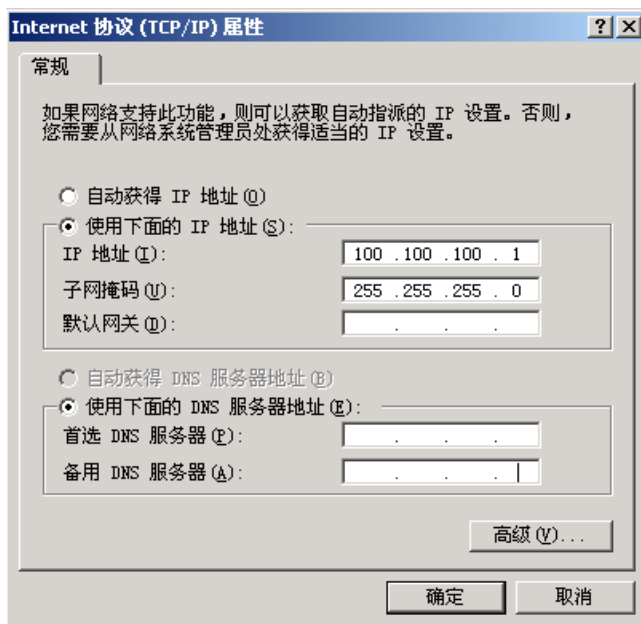 Internet 协议 (TCP/IP) 属性
常规
如果网络支持此功能，则可以获取自动指派的 IP 设置。否则，
您需要从网络系统管理员处获得适当的 IP 设置。
自动获得 IP 地址(O)
使用下面的 IP 地址(S):
IP 地址(I): 100 .100 .100 . 1
子网掩码(U): 255 .255 .255 . 0
默认网关(D): . . .
自动获得 DNS 服务器地址(B)
使用下面的 DNS 服务器地址(E):
首选 DNS 服务器(P): . . .
备用 DNS 服务器(A): . . .
高级(V)...
确定 取消